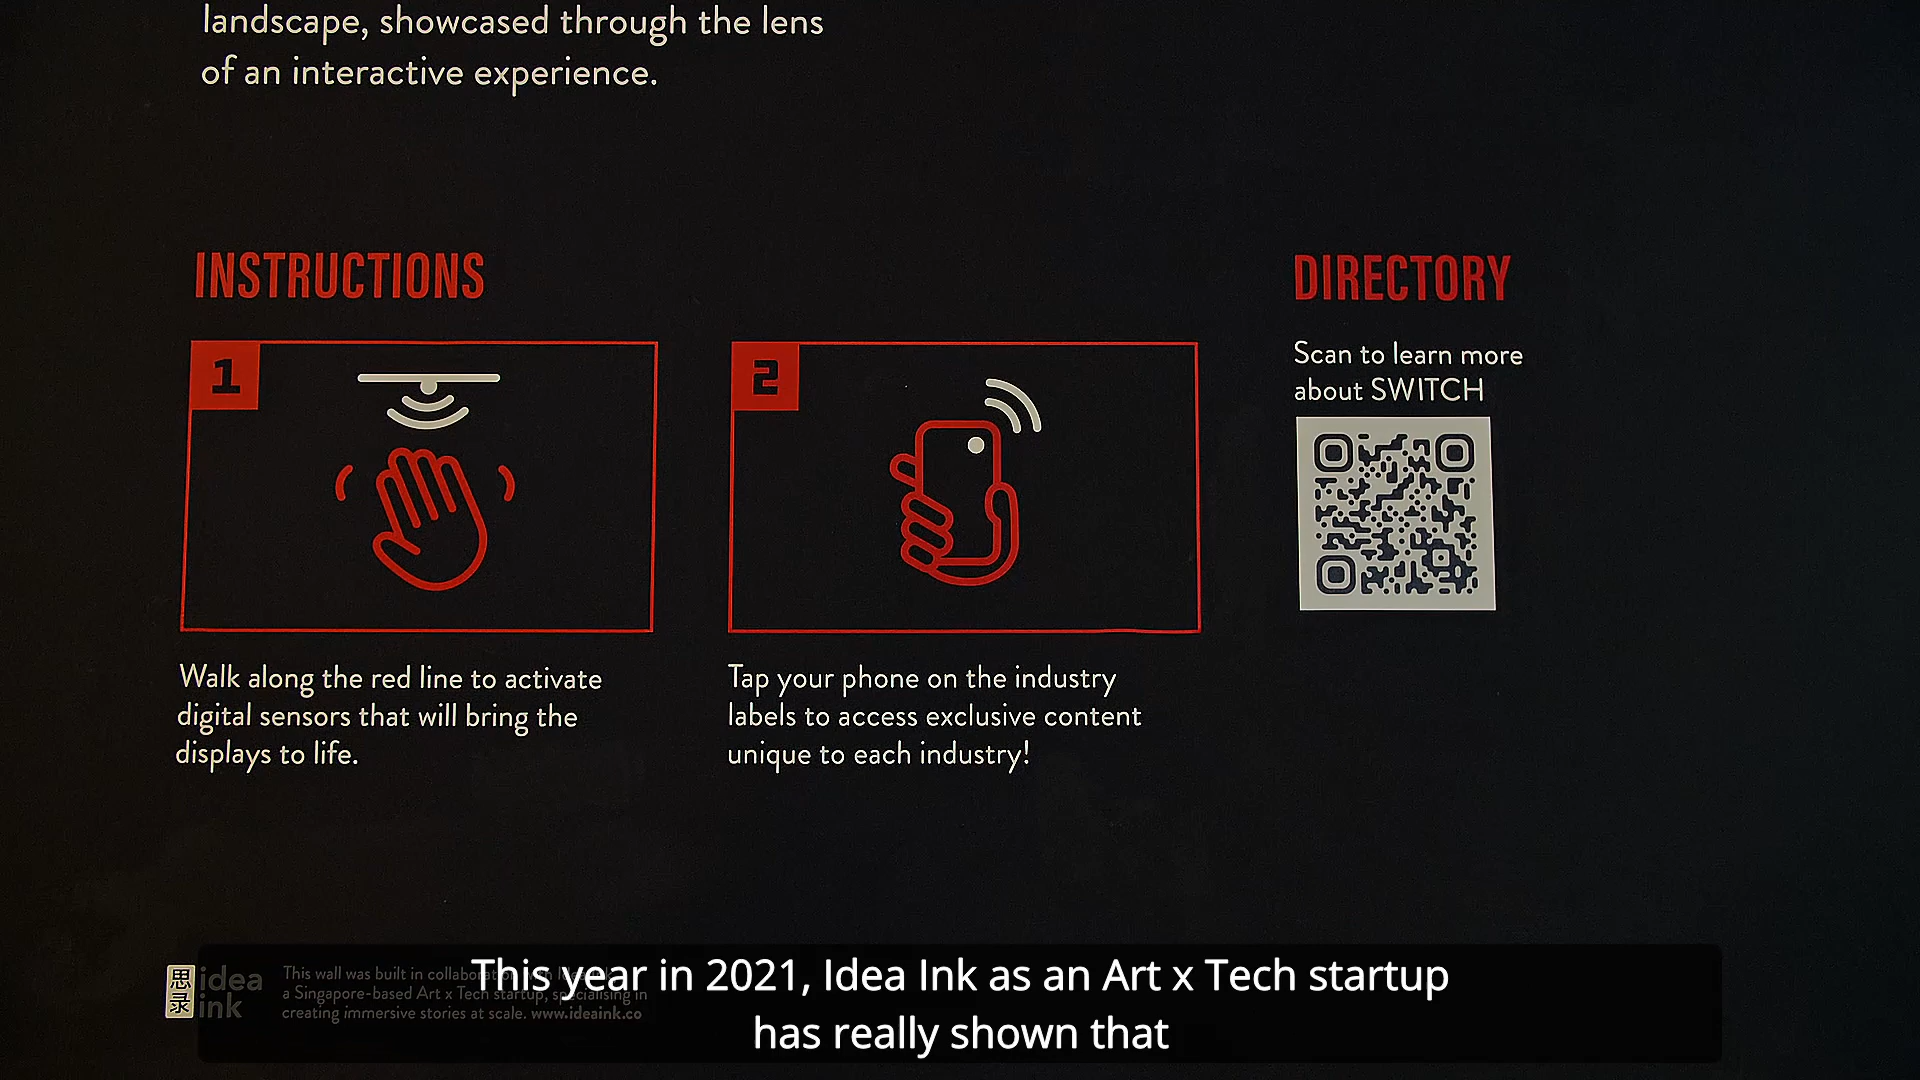 landscape, showcased through the lens
of an interactive experience.
INSTRUCTIONS
DIRECTORY
1
2
Scan to learn more
about SWITCH
Walk along the red line to activate
digital sensors that will bring the
displays to life.
Tap your phone on the industry
labels to access exclusive content
unique to each industry!
思录
idea
ink
This wall was built in
a Singapore-based Art x Tech startup, specialising in
creating immersive stories at scale. www.ideaink.co
This year in 2021, Idea Ink as an Art x Tech startup
has really shown that